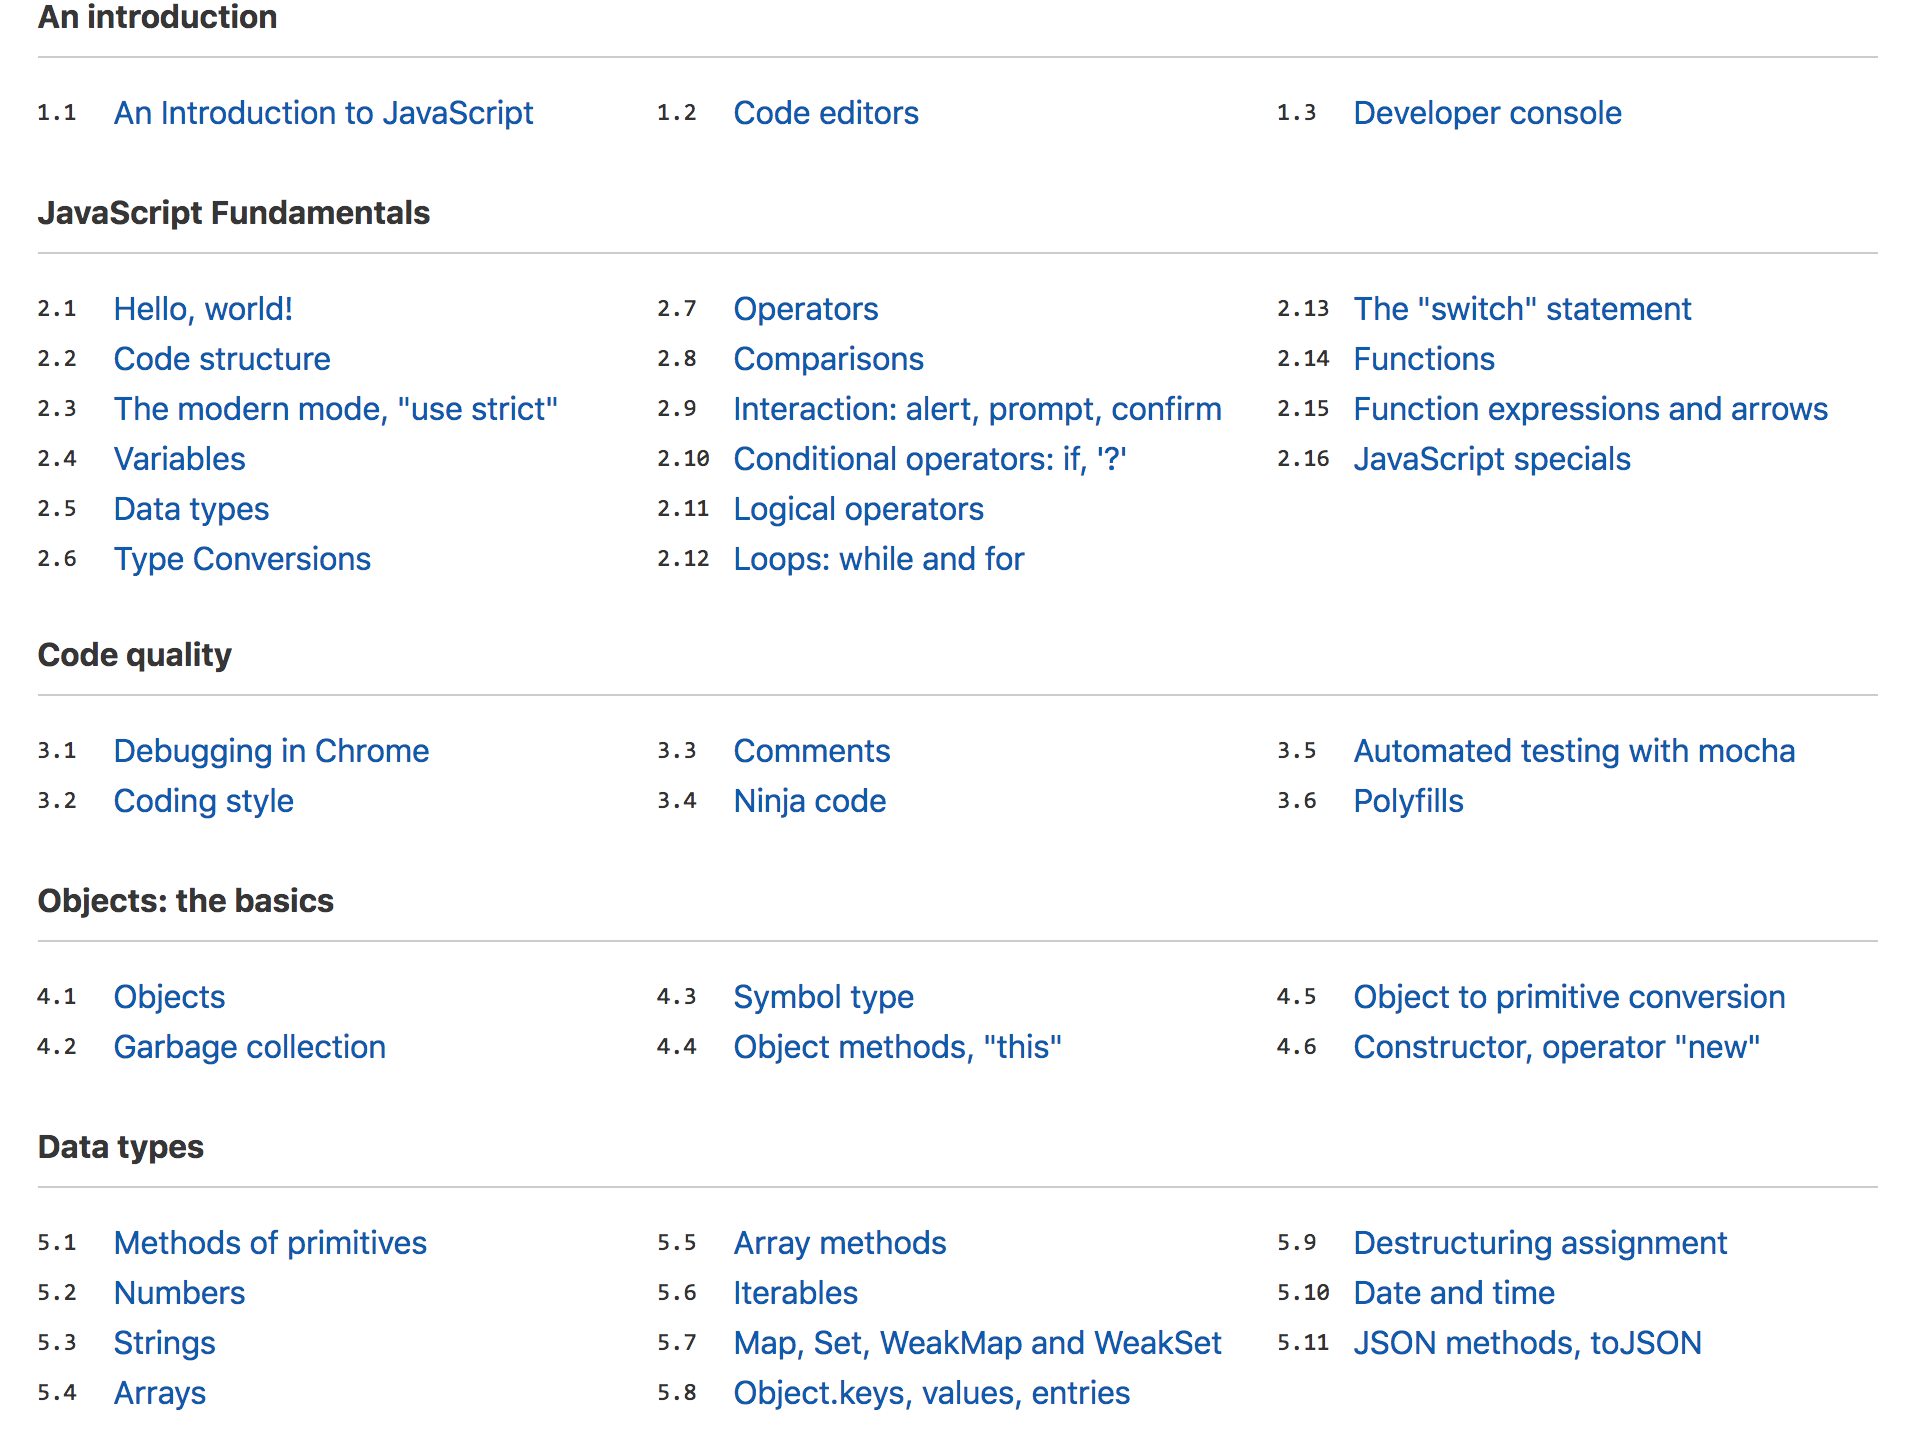 An introduction
1.1 An Introduction to JavaScript
1.2 Code editors
1.3 Developer console
JavaScript Fundamentals
2.1 Hello, world!
2.2 Code structure
2.3 The modern mode, "use strict"
2.4 Variables
2.5 Data types
2.6 Type Conversions
2.7 Operators
2.8 Comparisons
2.9 Interaction: alert, prompt, confirm
2.10 Conditional operators: if, '?'
2.11 Logical operators
2.12 Loops: while and for
2.13 The "switch" statement
2.14 Functions
2.15 Function expressions and arrows
2.16 JavaScript specials
Code quality
3.1 Debugging in Chrome
3.2 Coding style
3.3 Comments
3.4 Ninja code
3.5 Automated testing with mocha
3.6 Polyfills
Objects: the basics
4.1 Objects
4.2 Garbage collection
4.3 Symbol type
4.4 Object methods, "this"
4.5 Object to primitive conversion
4.6 Constructor, operator "new"
Data types
5.1 Methods of primitives
5.2 Numbers
5.3 Strings
5.4 Arrays
5.5 Array methods
5.6 Iterables
5.7 Map, Set, WeakMap and WeakSet
5.8 Object.keys, values, entries
5.9 Destructuring assignment
5.10 Date and time
5.11 JSON methods, toJSON